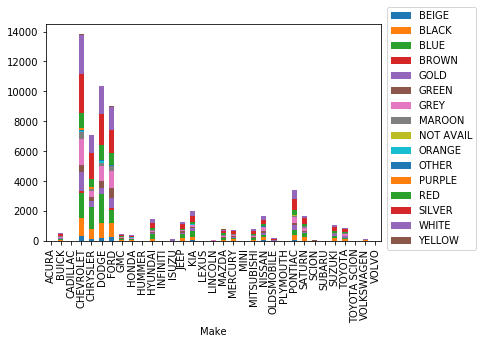 14000
12000
10000
8000
6000
4000
2000
0
ACURA
BUICK
CADILLAC
CHEVROLET
CHRYSLER
DODGE
FORD
GMC
HONDA
HUMMER
HYUNDAI
INFINITI
ISUZU
JEEP
KIA
LEXUS
LINCOLN
MAZDA
MERCURY
MINI
MITSUBISHI
NISSAN
OLDSMOBILE
PLYMOUTH
PONTIAC
SATURN
SCION
SUBARU
SUZUKI
TOYOTA
TOYOTA SCION
VOLKSWAGEN
VOLVO
Make
BEIGE
BLACK
BLUE
BROWN
GOLD
GREEN
GREY
MAROON
NOT AVAIL
ORANGE
OTHER
PURPLE
RED
SILVER
WHITE
YELLOW